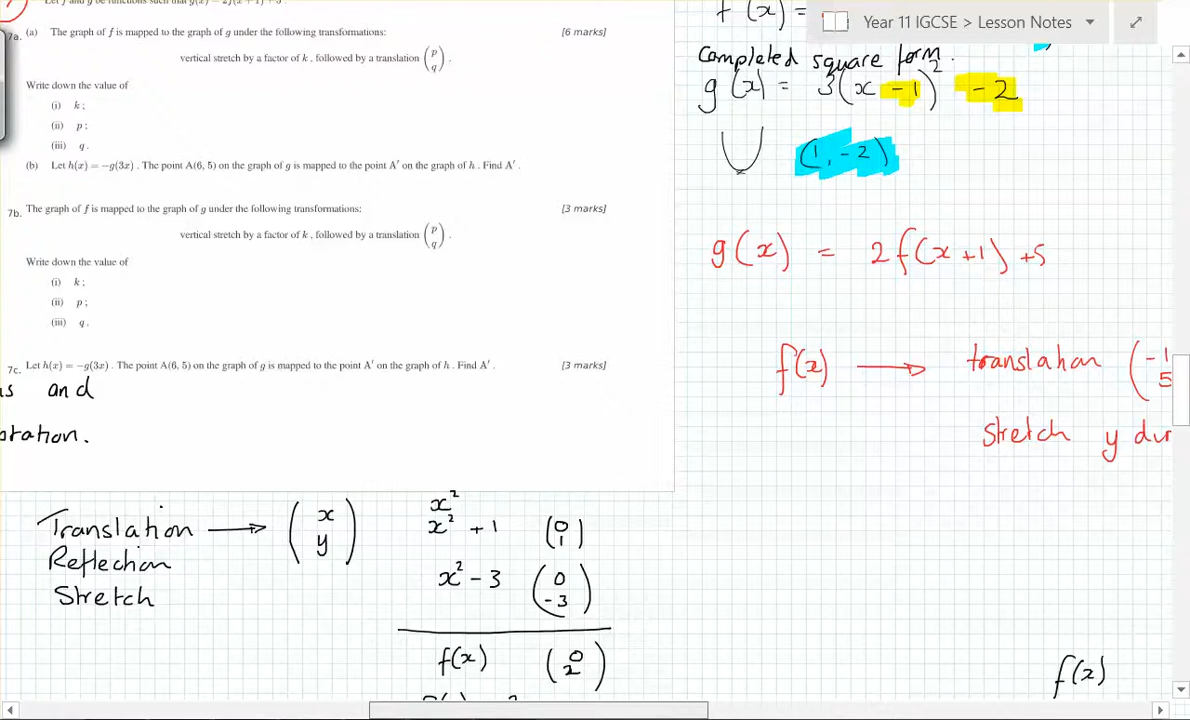 Let f and g be functions such that g(x) = 2f(x + 1) + 5 .
7a. (a) The graph of f is mapped to the graph of g under the following transformations: [6 marks]
vertical stretch by a factor of k , followed by a translation (p q) .
Write down the value of
(i) k ;
(ii) p ;
(iii) q .
(b) Let h(x) = −g(3x) . The point A(6, 5) on the graph of g is mapped to the point A′ on the graph of h . Find A′ .
7b. The graph of f is mapped to the graph of g under the following transformations: [3 marks]
vertical stretch by a factor of k , followed by a translation (p q) .
Write down the value of
(i) k ;
(ii) p ;
(iii) q .
7c. Let h(x) = −g(3x) . The point A(6, 5) on the graph of g is mapped to the point A′ on the graph of h . Find A′ . [3 marks]
and
Translation → (x y)
Reflection
Stretch
x²
x² + 1 (0 1)
x² - 3 (0 -3)
f(x) (0 2)
f(x) =
Year 11 IGCSE > Lesson Notes
Completed square form.
g(x) = 3(x - 1)² - 2
(1, -2)
g(x) = 2f(x+1) +5
f(x) → translation (-1 5
stretch y
f(x)